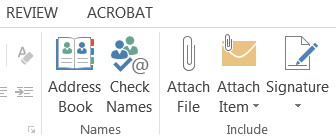 REVIEW ACROBAT
Address Check Attach Attach Signature
Book Names File Item
Names Include